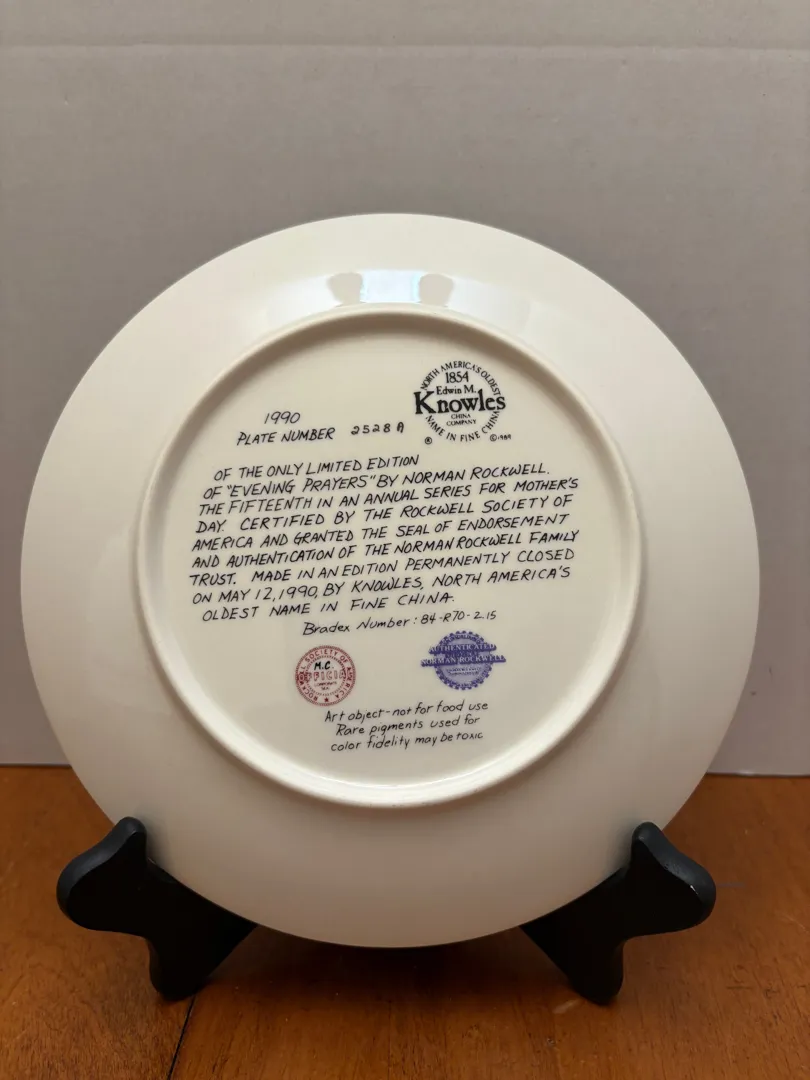 NORTH AMERICA'S OLDEST
1854
Edwin M.
Knowles
CHINA
COMPANY
NAME IN FINE CHINA
®
1990
PLATE NUMBER 2528A
OF THE ONLY LIMITED EDITION
OF "EVENING PRAYERS" BY NORMAN ROCKWELL.
THE FIFTEENTH IN AN ANNUAL SERIES FOR MOTHER'S
DAY. CERTIFIED BY THE ROCKWELL SOCIETY OF
AMERICA AND GRANTED THE SEAL OF ENDORSEMENT
AND AUTHENTICATION OF THE NORMAN ROCKWELL FAMILY
TRUST. MADE IN AN EDITION PERMANENTLY CLOSED
ON MAY 12, 1990, BY KNOWLES, NORTH AMERICA'S
OLDEST NAME IN FINE CHINA.
Bradex Number: 84-R70-2.15
SOCIETY OF AMERICA
M.C.
AUTHENTICATED
NORMAN ROCKWELL
Art object-not for food use
Rare pigments used for
color fidelity may be toxic